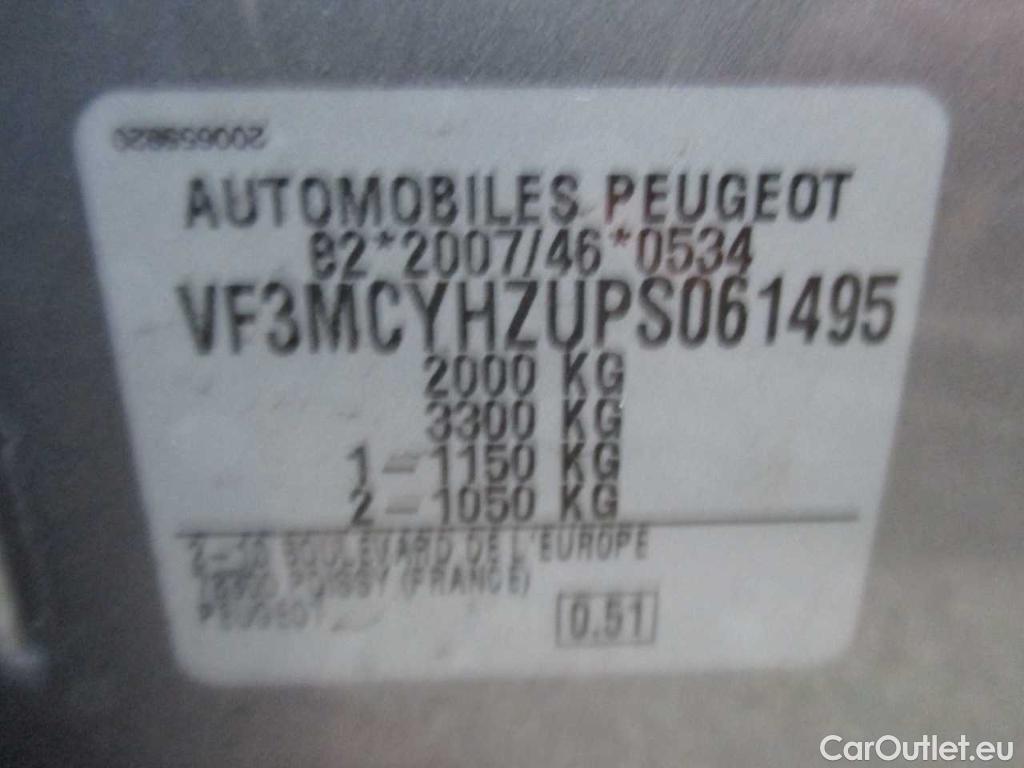 200659820
AUTOMOBILES PEUGEOT
e2*2007/46*0534
VF3MCYHZUPS061495
2000 KG
3300 KG
1-1150 KG
2-1050 KG
2-10 BOULEVARD DE L'EUROPE
POISSY (FRANCE)
PEUGEOT
0.51
CarOutlet.eu